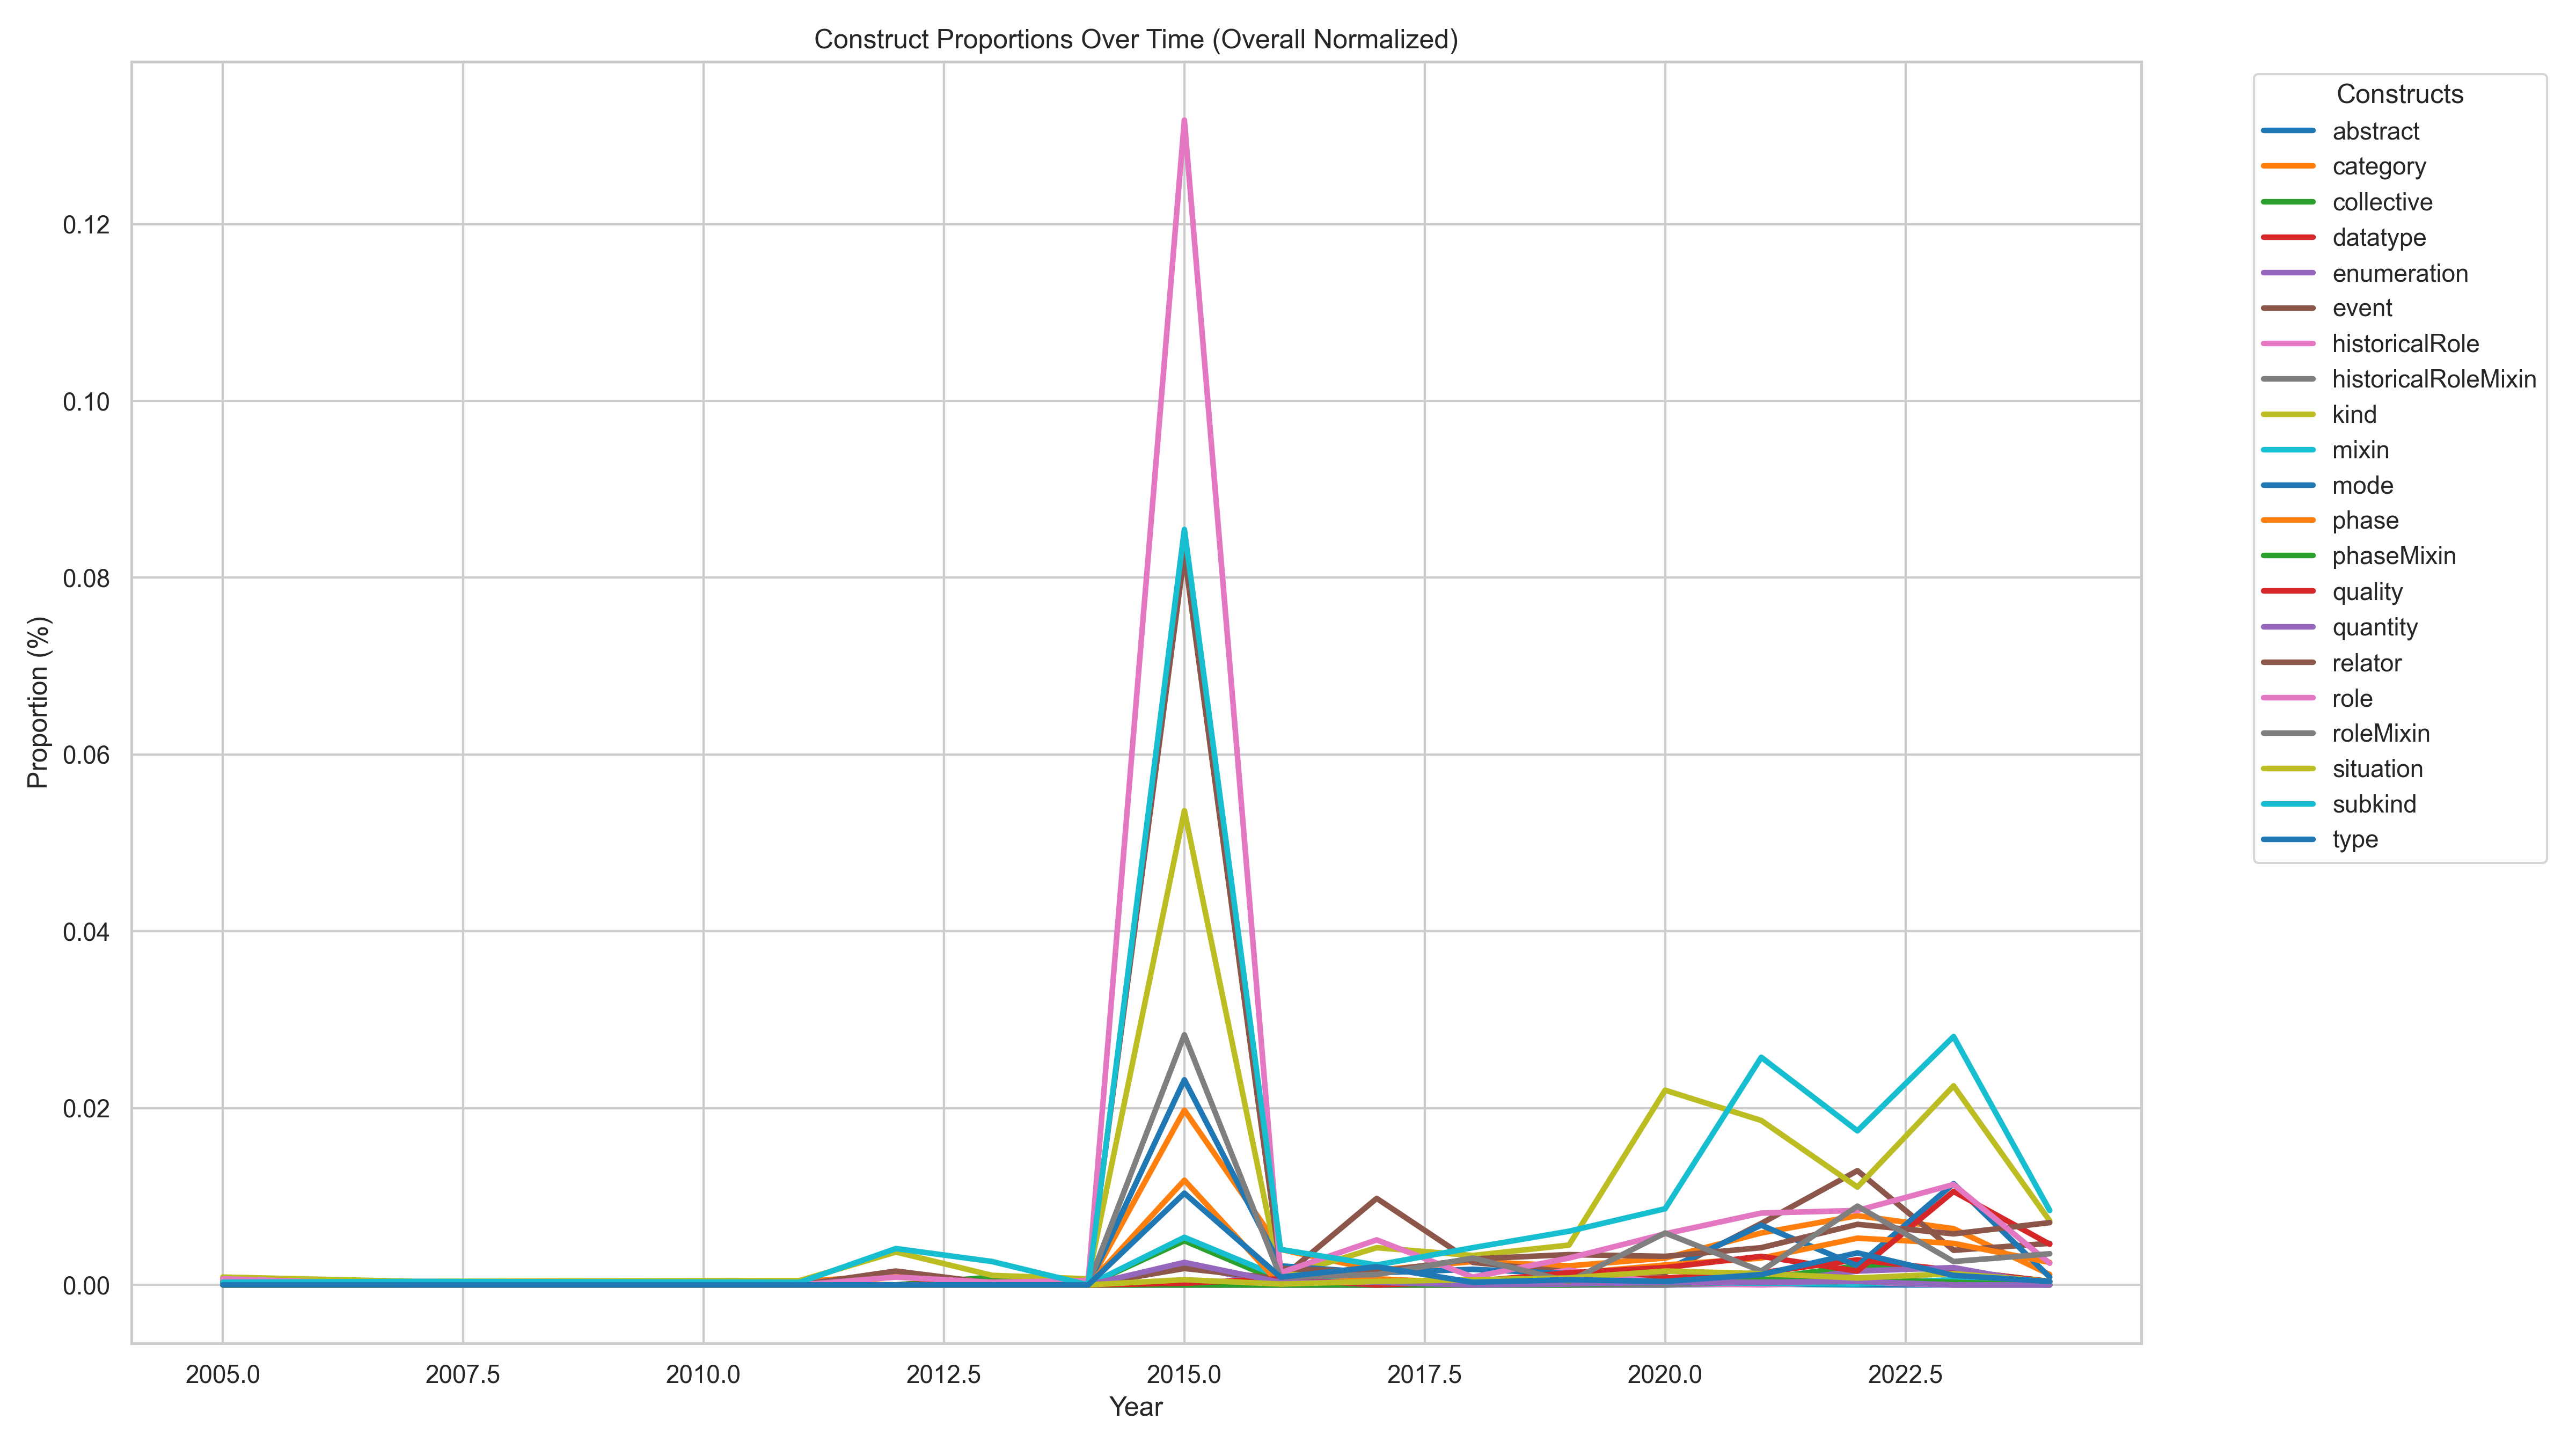 Construct Proportions Over Time (Overall Normalized)
Proportion (%)
0.12
0.10
0.08
0.06
0.04
0.02
0.00
2005.0
2007.5
2010.0
2012.5
2015.0
2017.5
2020.0
2022.5
Year
Constructs
abstract
category
collective
datatype
enumeration
event
historicalRole
historicalRoleMixin
kind
mixin
mode
phase
phaseMixin
quality
quantity
relator
role
roleMixin
situation
subkind
type